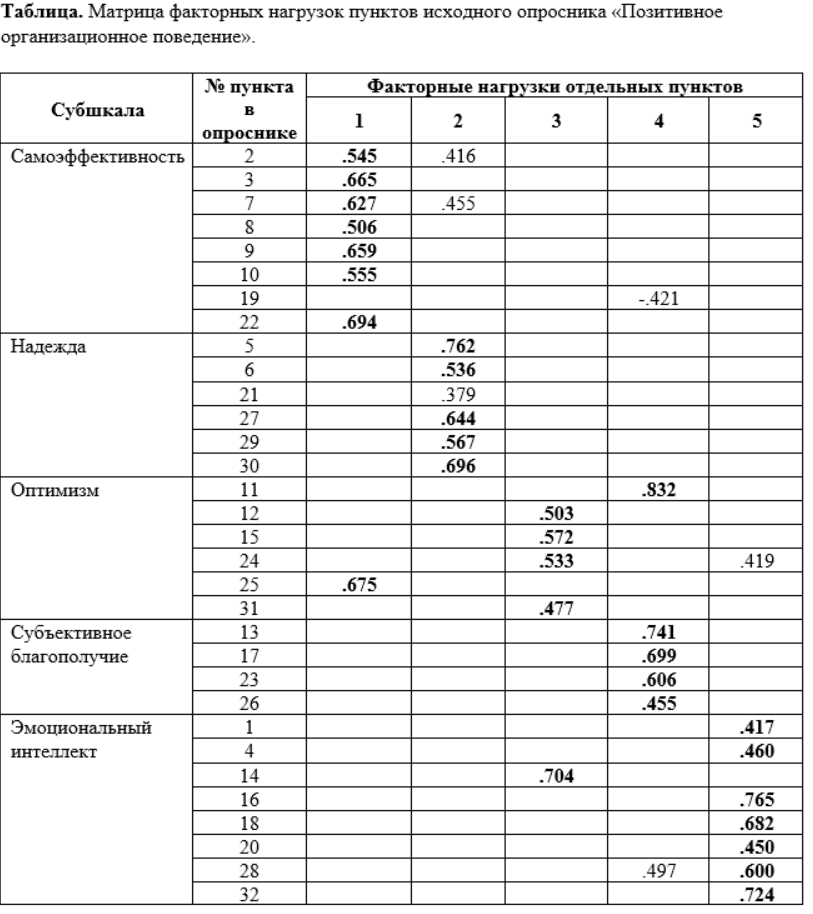 Таблица. Матрица факторных нагрузок пунктов исходного опросника «Позитивное
организационное поведение».
Субшкала № пункта в опроснике Факторные нагрузки отдельных пунктов
1 2 3 4 5
Самоэффективность 2 .545 .416
3 .665
7 .627 .455
8 .506
9 .659
10 .555
19 -.421
22 .694
Надежда 5 .762
6 .536
21 .379
27 .644
29 .567
30 .696
Оптимизм 11 .832
12 .503
15 .572
24 .533 .419
25 .675
31 .477
Субъективное 13 .741
благополучие 17 .699
23 .606
26 .455
Эмоциональный 1 .417
интеллект 4 .460
14 .704
16 .765
18 .682
20 .450
28 .497 .600
32 .724